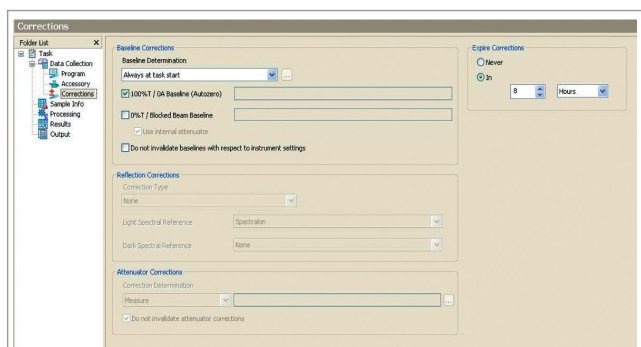 Corrections
Folder List X
Task
Data Collection
Program
Accessory
Corrections
Sample Info
Processing
Results
Output
Baseline Corrections
Baseline Determination
Always at task start
...
100%T / 0A Baseline (Autozero)
0%T / Blocked Beam Baseline
Use internal attenuator
Do not invalidate baselines with respect to instrument settings
Reflection Corrections
Correction Type
None
Light Spectral Reference Spectralon
Dark Spectral Reference None
Attenuator Corrections
Correction Determination
Measure ...
Do not invalidate attenuator corrections
Expire Corrections
Never
In
8 Hours